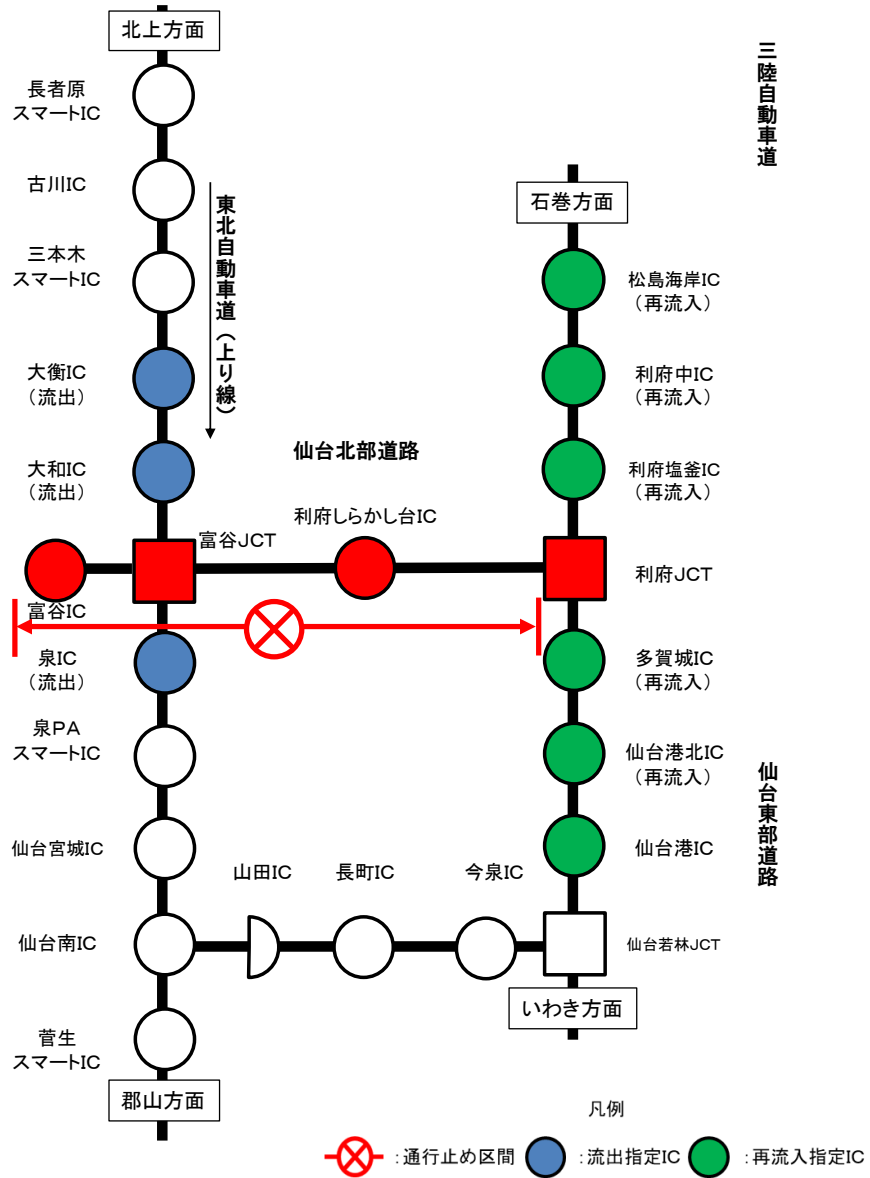 北上方面
三陸自動車道
長者原
スマートIC
古川IC
東北自動車道(上り線)
石巻方面
三本木
スマートIC
松島海岸IC
(再流入)
大衡IC
(流出)
利府中IC
(再流入)
仙台北部道路
大和IC
(流出)
利府塩釜IC
(再流入)
利府しらかし台IC
富谷JCT
利府JCT
富谷IC
泉IC
(流出)
多賀城IC
(再流入)
泉PA
スマートIC
仙台港北IC
(再流入)
仙台東部道路
仙台宮城IC
仙台港IC
山田IC
長町IC
今泉IC
仙台南IC
仙台若林JCT
いわき方面
菅生
スマートIC
郡山方面
凡例
:通行止め区間
:流出指定IC
:再流入指定IC